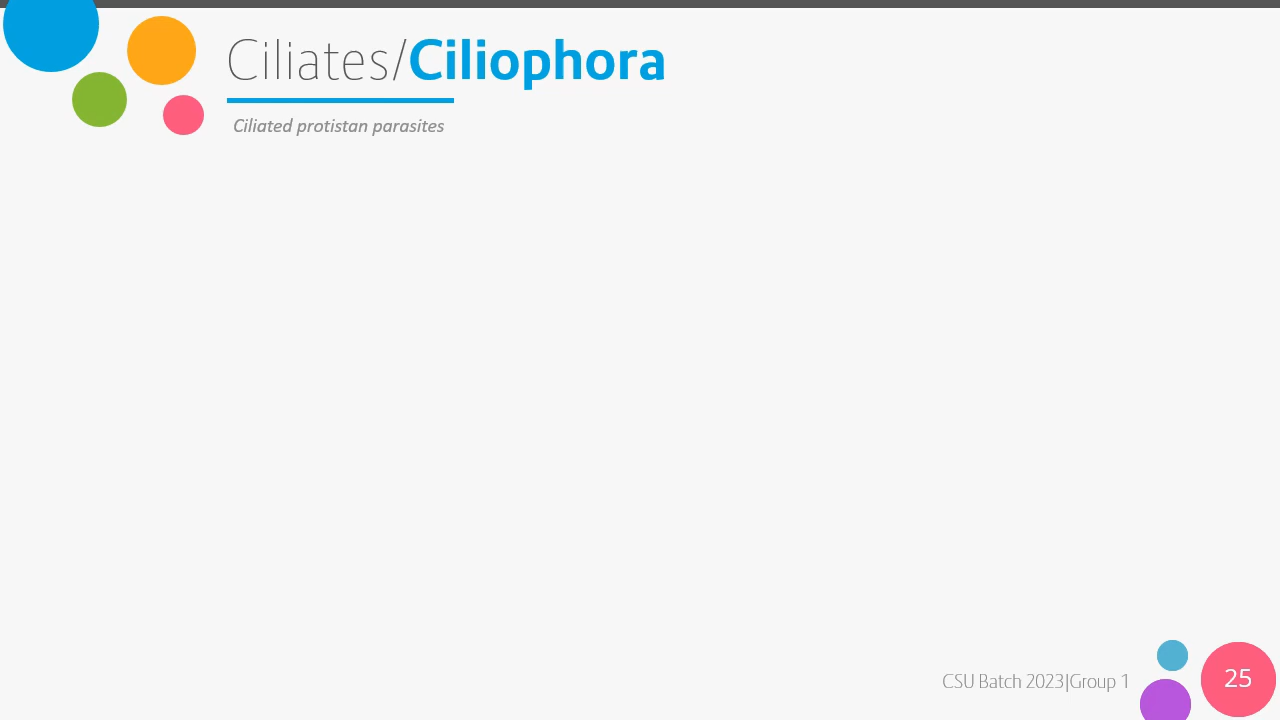 Ciliates/Ciliophora
Ciliated protistan parasites
CSU Batch 2023|Group 1
25